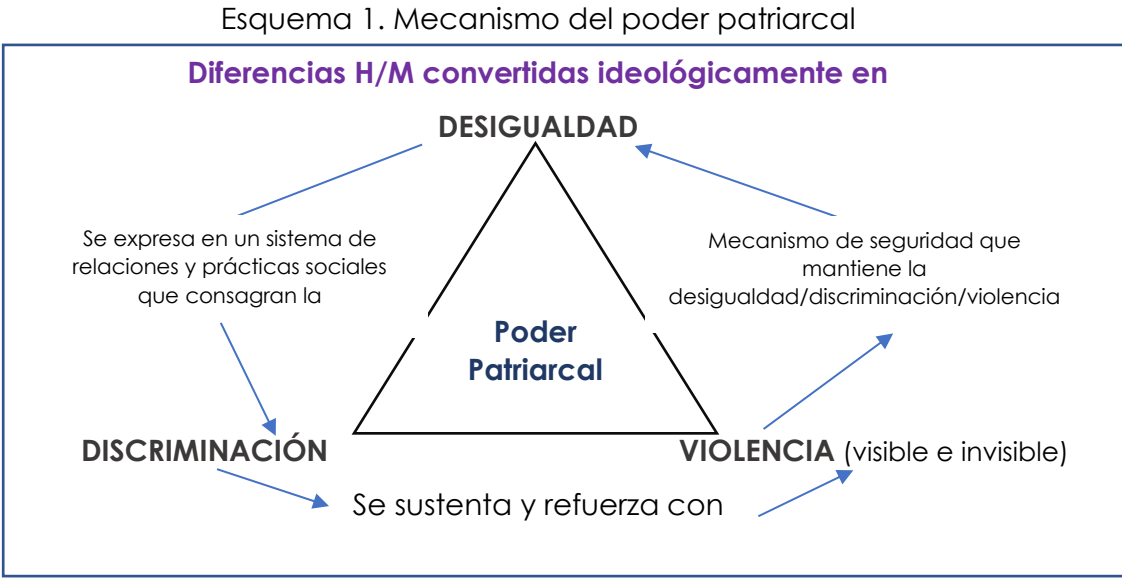 Esquema 1. Mecanismo del poder patriarcal
Diferencias H/M convertidas ideológicamente en
DESIGUALDAD
Se expresa en un sistema de
relaciones y prácticas sociales
que consagran la
Mecanismo de seguridad que
mantiene la
desigualdad/discriminación/violencia
Poder
Patriarcal
DISCRIMINACIÓN
VIOLENCIA (visible e invisible)
Se sustenta y refuerza con